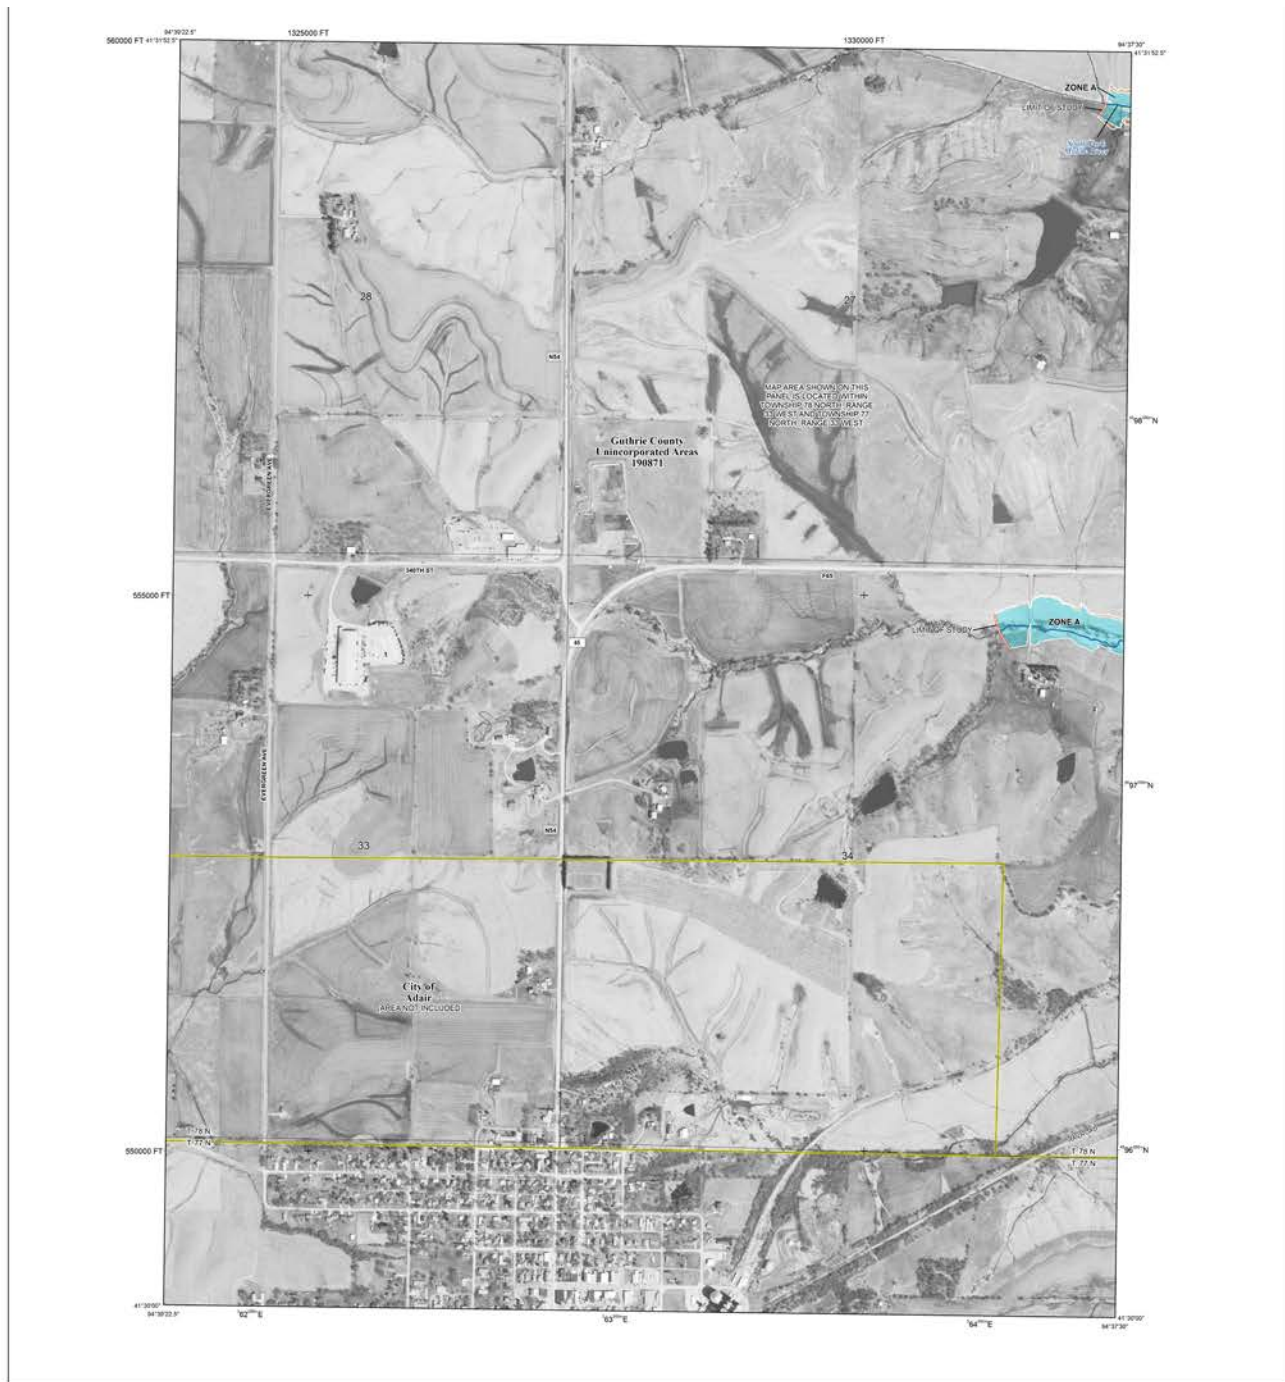 94°39'22.5"
1325000 FT
1330000 FT
94°37'30"
560000 FT
41°31'52.5"
41°31'52.5"
ZONE A
LIMIT OF STUDY
28
27
N54
MAP AREA SHOWN ON THIS
PANEL IS LOCATED WITHIN
TOWNSHIP 78 NORTH, RANGE
33 WEST AND TOWNSHIP 77
NORTH, RANGE 33 WEST
Guthrie County
Unincorporated Areas
190871
EVERGREEN AVE
340TH ST
F65
555000 FT
LIMIT OF STUDY
ZONE A
EVERGREEN AVE
N54
33
34
City of
Adair
AREA NOT INCLUDED
T. 78 N.
T. 77 N.
550000 FT
T. 78 N.
T. 77 N.
41°30'00"
41°30'00"
94°39'22.5"
94°37'30"